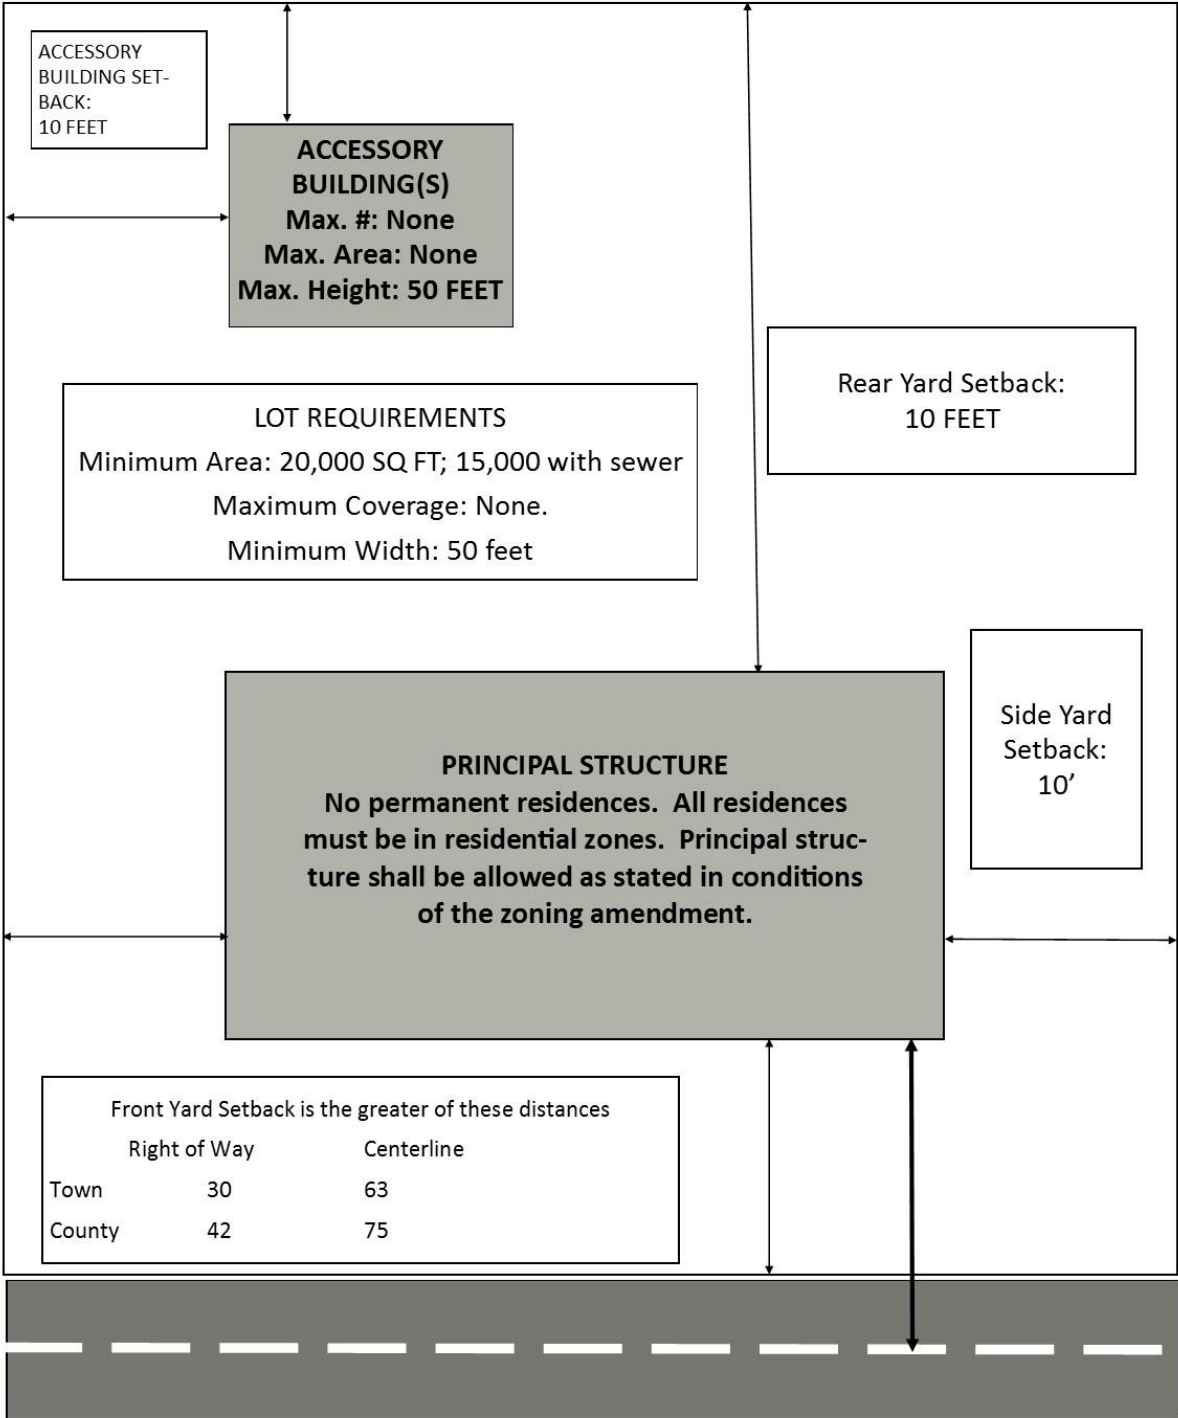 ACCESSORY
BUILDING SET-
BACK:
10 FEET
ACCESSORY
BUILDING(S)
Max. #: None
Max. Area: None
Max. Height: 50 FEET
Rear Yard Setback:
10 FEET
LOT REQUIREMENTS
Minimum Area: 20,000 SQ FT; 15,000 with sewer
Maximum Coverage: None.
Minimum Width: 50 feet
Side Yard
Setback:
10’
PRINCIPAL STRUCTURE
No permanent residences.  All residences
must be in residential zones.  Principal struc-
ture shall be allowed as stated in conditions
of the zoning amendment.
Front Yard Setback is the greater of these distances
Right of Way Centerline
Town 30 63
County 42 75